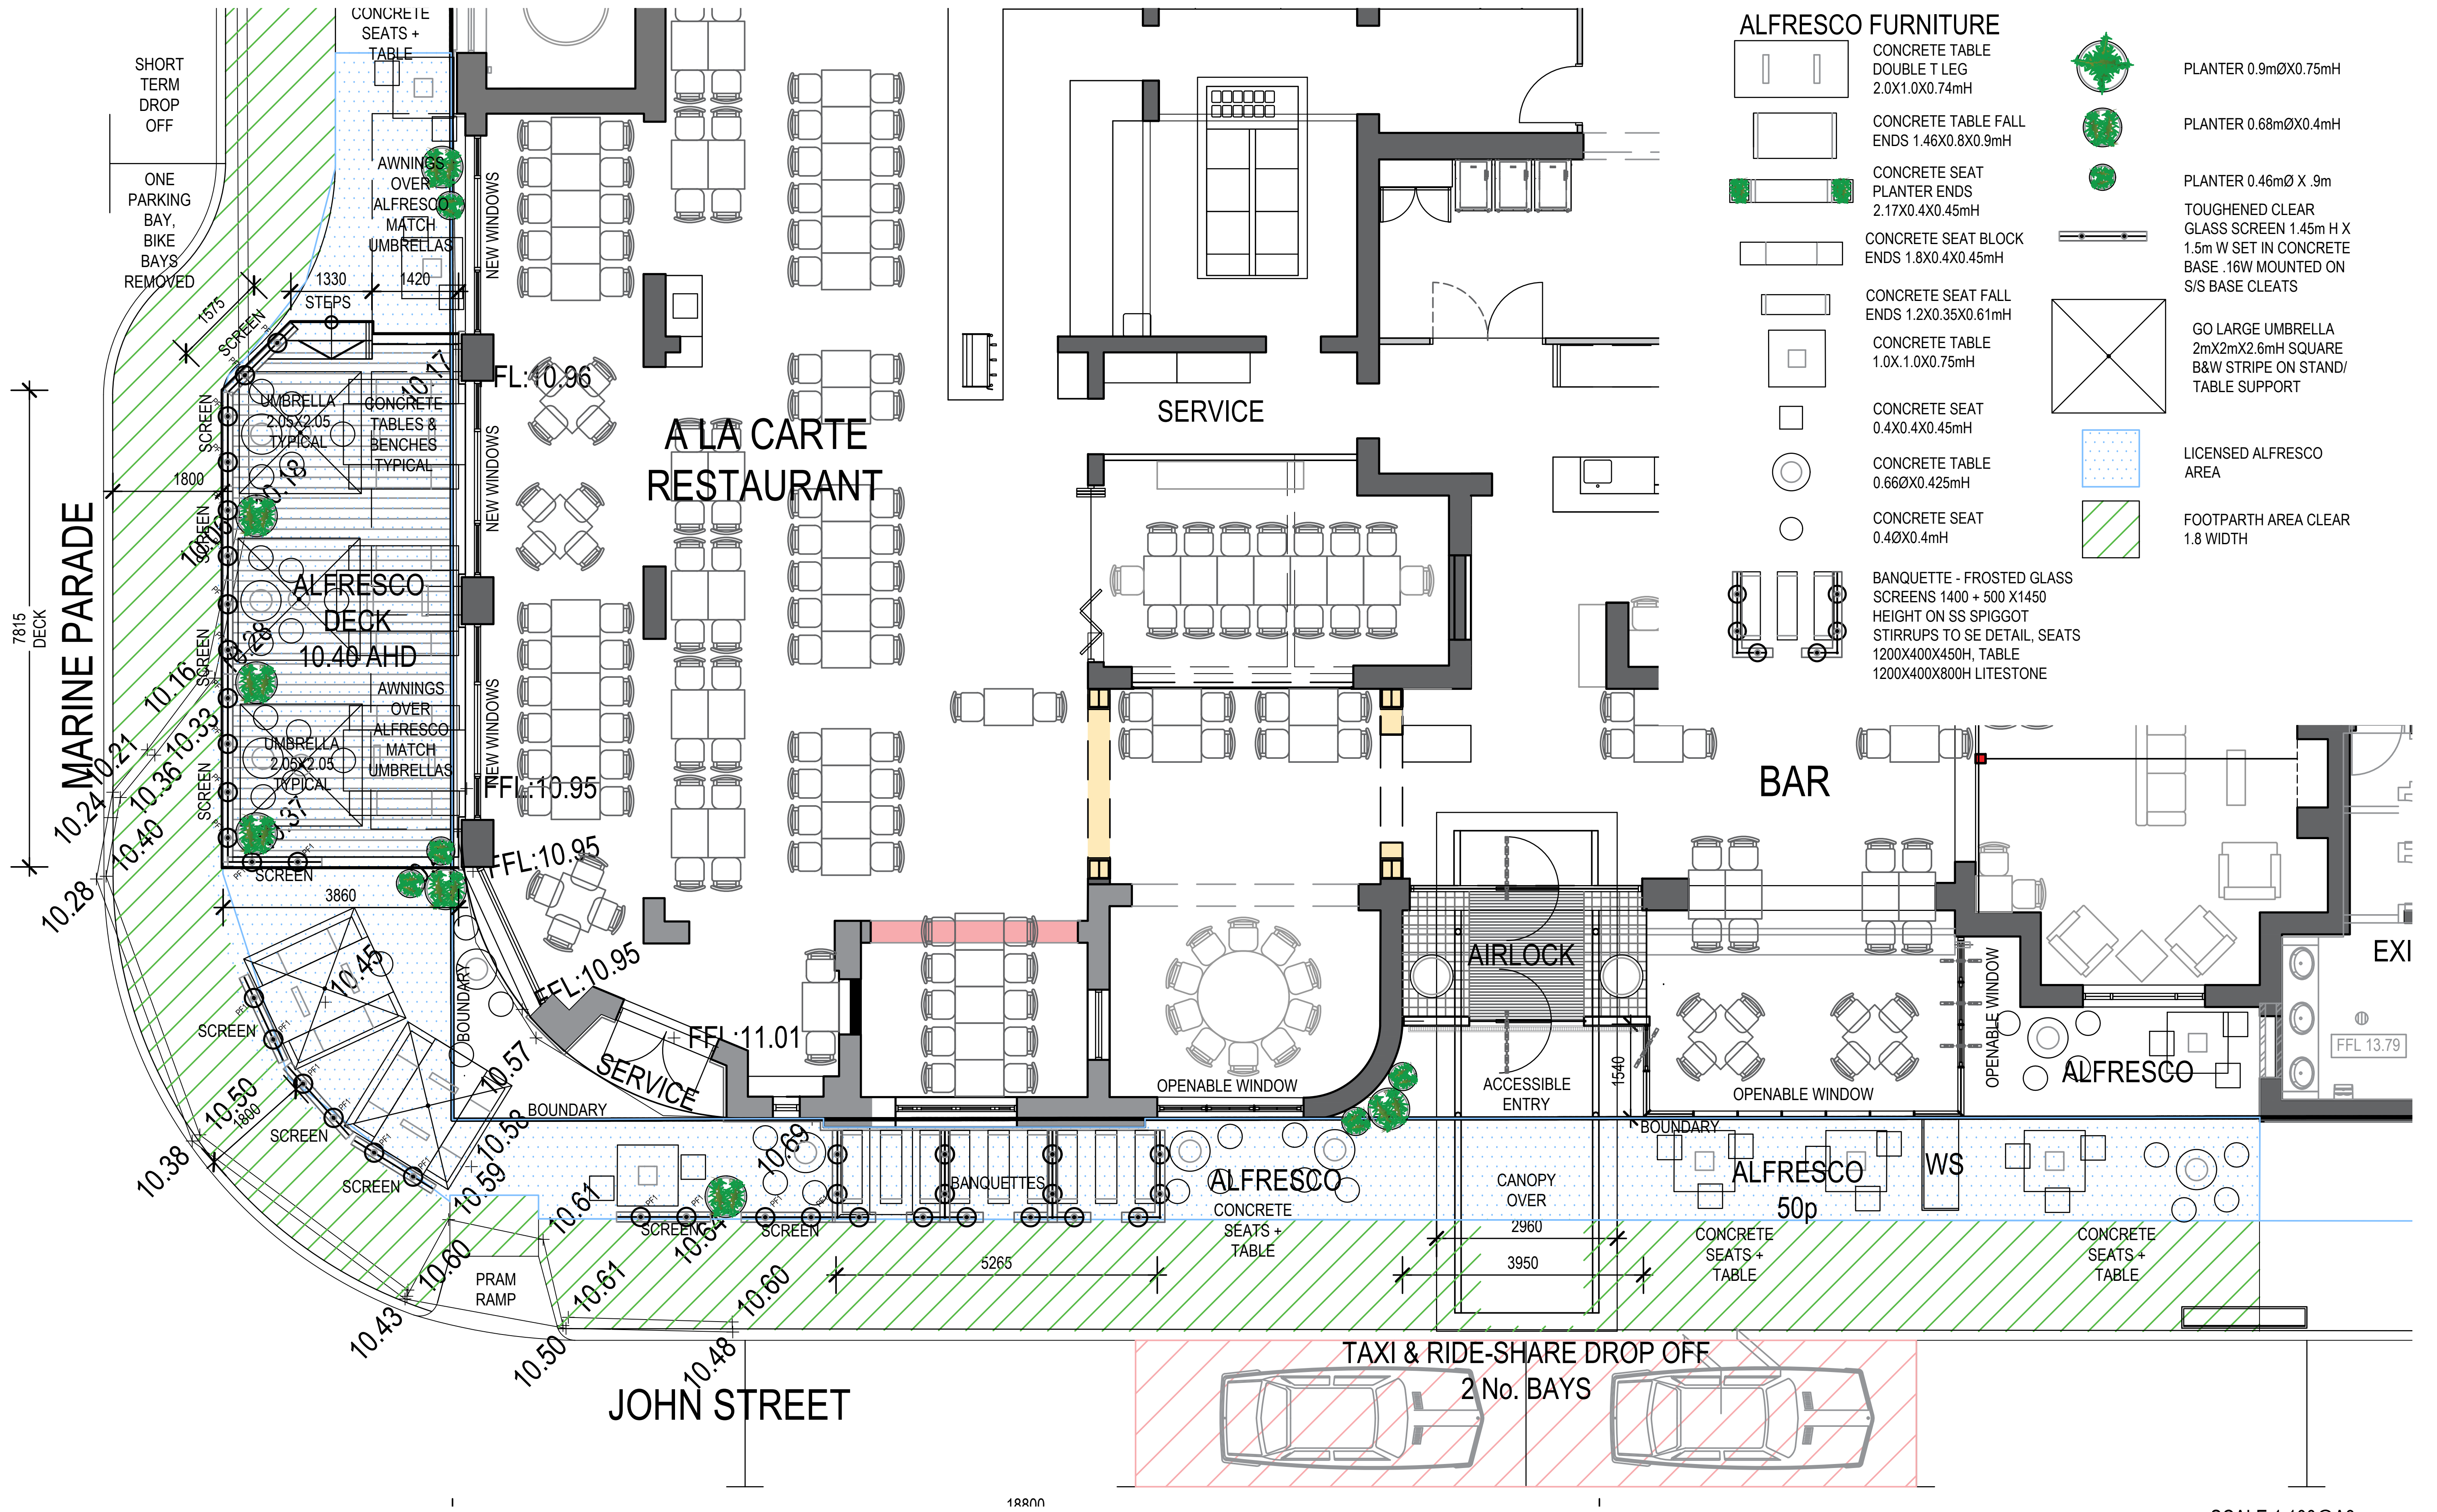 CONCRETE
SEATS +
TABLE
SHORT
TERM
DROP
OFF
ONE
PARKING
BAY,
BIKE
BAYS
REMOVED
AWNINGS
OVER
ALFRESCO
MATCH
UMBRELLAS
NEW WINDOWS
1330
1420
STEPS
1575
SCREEN
10.17
FL:10.96
SCREEN
UMBRELLA
2.05X2.05
TYPICAL
CONCRETE
TABLES &
BENCHES
TYPICAL
NEW WINDOWS
A LA CARTE
RESTAURANT
SERVICE
1800
10.18
SCREEN
MARINE PARADE
7815
DECK
ALFRESCO
DECK
10.40 AHD
10.28
SCREEN
10.16
10.33
AWNINGS
OVER
ALFRESCO
MATCH
UMBRELLAS
NEW WINDOWS
10.21
10.36
UMBRELLA
2.05X2.05
TYPICAL
SCREEN
FFL:10.95
10.24
10.40
10.37
FFL:10.95
SCREEN
10.28
3860
10.45
BOUNDARY
FFL:10.95
SCREEN
FFL:11.01
SERVICE
10.57
10.50
1800
BOUNDARY
SCREEN
10.38
10.58
10.59
SCREEN
10.61
10.69
BANQUETTES
SCREEN
10.64
SCREEN
10.60
PRAM
RAMP
10.61
10.60
10.43
10.50
10.48
5265
OPENABLE WINDOW
ALFRESCO
CONCRETE
SEATS +
TABLE
BAR
AIRLOCK
ACCESSIBLE
ENTRY
1540
CANOPY
OVER
2960
3950
OPENABLE WINDOW
OPENABLE WINDOW
BOUNDARY
ALFRESCO
50p
WS
CONCRETE
SEATS +
TABLE
ALFRESCO
CONCRETE
SEATS +
TABLE
EXI
FFL 13.79
TAXI & RIDE-SHARE DROP OFF
2 No. BAYS
JOHN STREET
18800
ALFRESCO FURNITURE
CONCRETE TABLE
DOUBLE T LEG
2.0X1.0X0.74mH
CONCRETE TABLE FALL
ENDS 1.46X0.8X0.9mH
CONCRETE SEAT
PLANTER ENDS
2.17X0.4X0.45mH
CONCRETE SEAT BLOCK
ENDS 1.8X0.4X0.45mH
CONCRETE SEAT FALL
ENDS 1.2X0.35X0.61mH
CONCRETE TABLE
1.0X.1.0X0.75mH
CONCRETE SEAT
0.4X0.4X0.45mH
CONCRETE TABLE
0.66ØX0.425mH
CONCRETE SEAT
0.4ØX0.4mH
BANQUETTE - FROSTED GLASS
SCREENS 1400 + 500 X1450
HEIGHT ON SS SPIGGOT
STIRRUPS TO SE DETAIL, SEATS
1200X400X450H, TABLE
1200X400X800H LITESTONE
PLANTER 0.9mØX0.75mH
PLANTER 0.68mØX0.4mH
PLANTER 0.46mØ X .9m
TOUGHENED CLEAR
GLASS SCREEN 1.45m H X
1.5m W SET IN CONCRETE
BASE .16W MOUNTED ON
S/S BASE CLEATS
GO LARGE UMBRELLA
2mX2mX2.6mH SQUARE
B&W STRIPE ON STAND/
TABLE SUPPORT
LICENSED ALFRESCO
AREA
FOOTPARTH AREA CLEAR
1.8 WIDTH